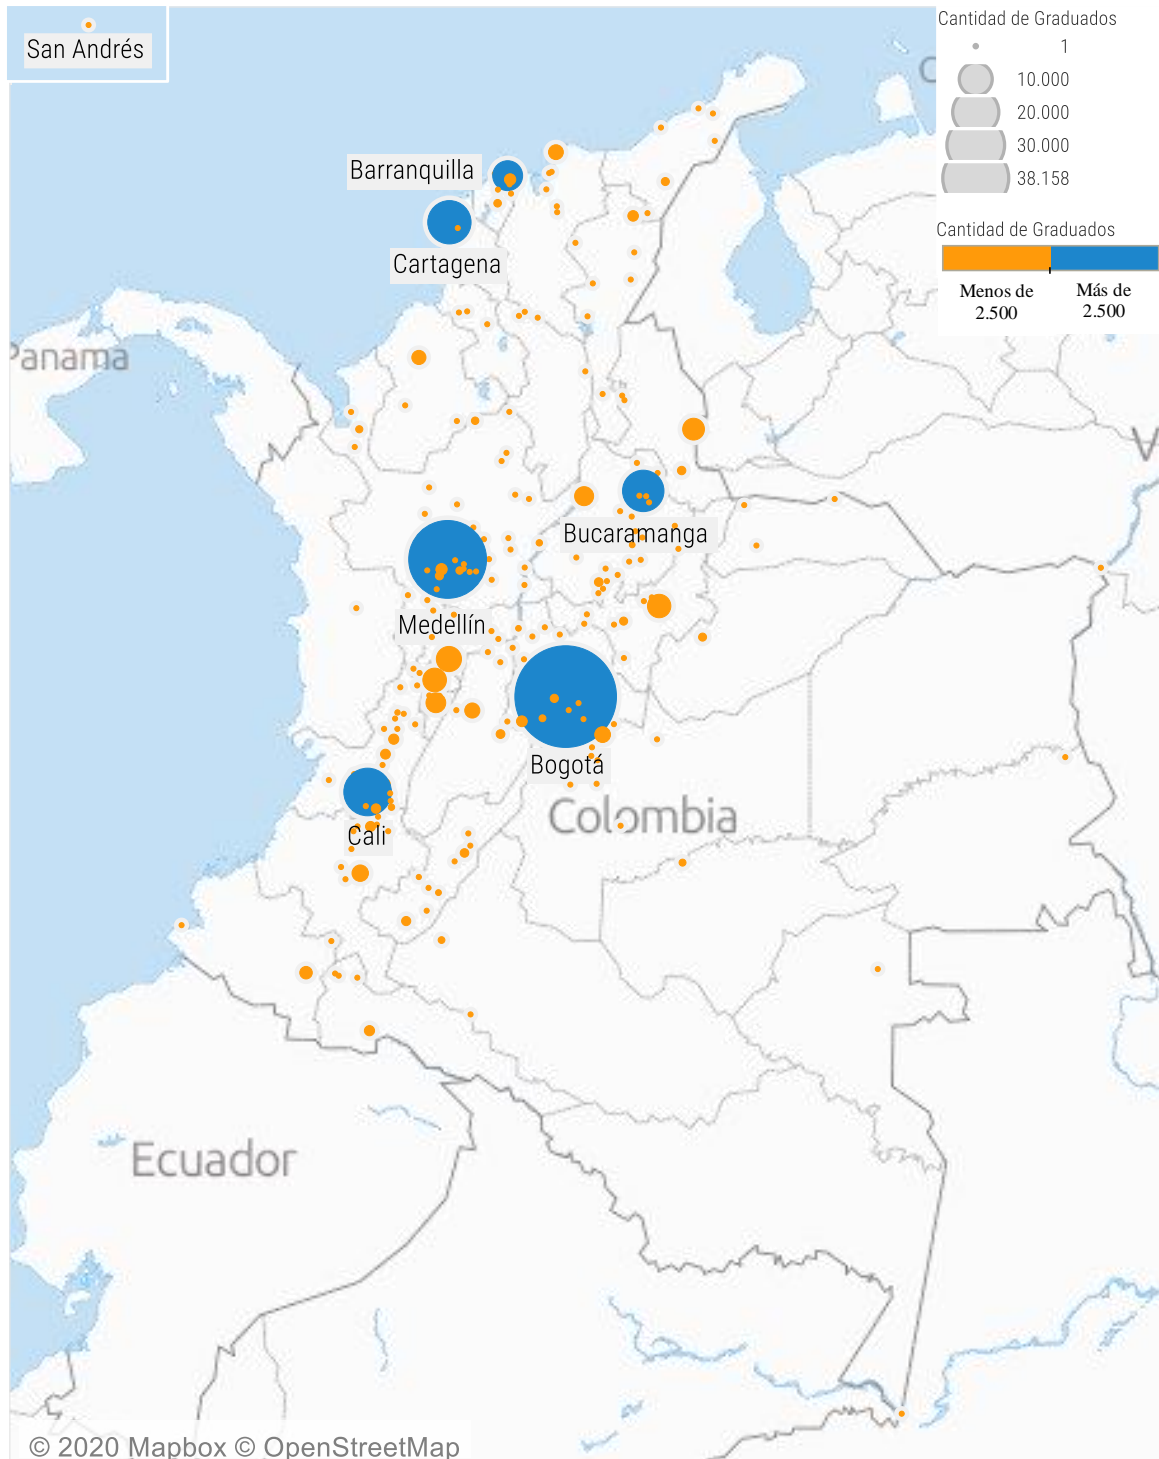 San Andrés
Cantidad de Graduados
1
10.000
20.000
30.000
38.158
Cantidad de Graduados
Menos de
2.500
Más de
2.500
Barranquilla
Cartagena
Panama
Bucaramanga
Medellín
Bogotá
Colombia
Cali
Ecuador
© 2020 Mapbox © OpenStreetMap